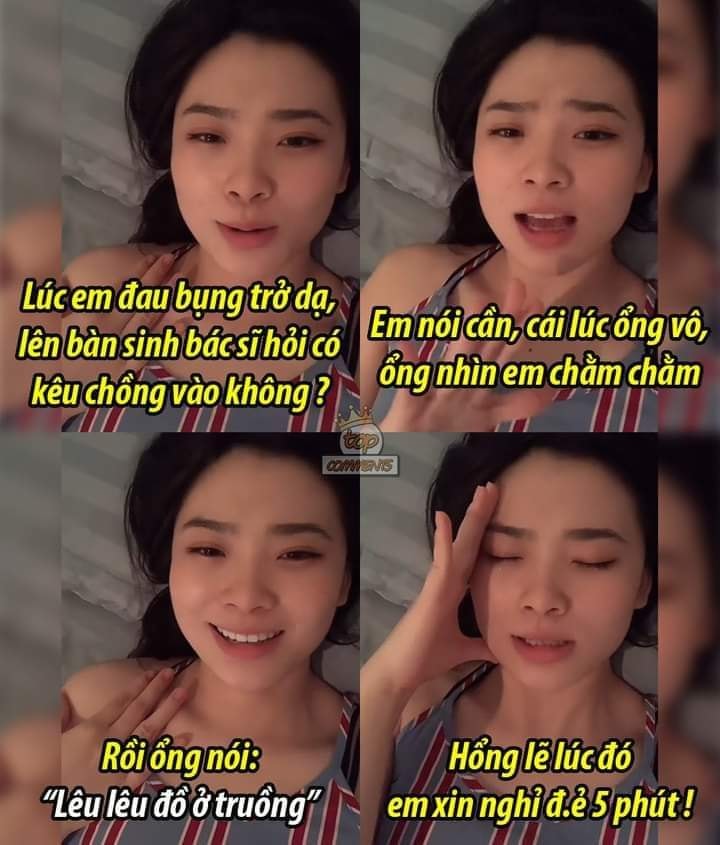 Lúc em đau bụng trở dạ,
lên bàn sinh bác sĩ hỏi có
kêu chồng vào không ?
Em nói cần, cái lúc ổng vô,
ổng nhìn em chằm chằm
top
COMMENTS
Rồi ổng nói:
“Lêu lêu đồ ở truồng”
Hổng lẽ lúc đó
em xin nghỉ đ.ẻ 5 phút !